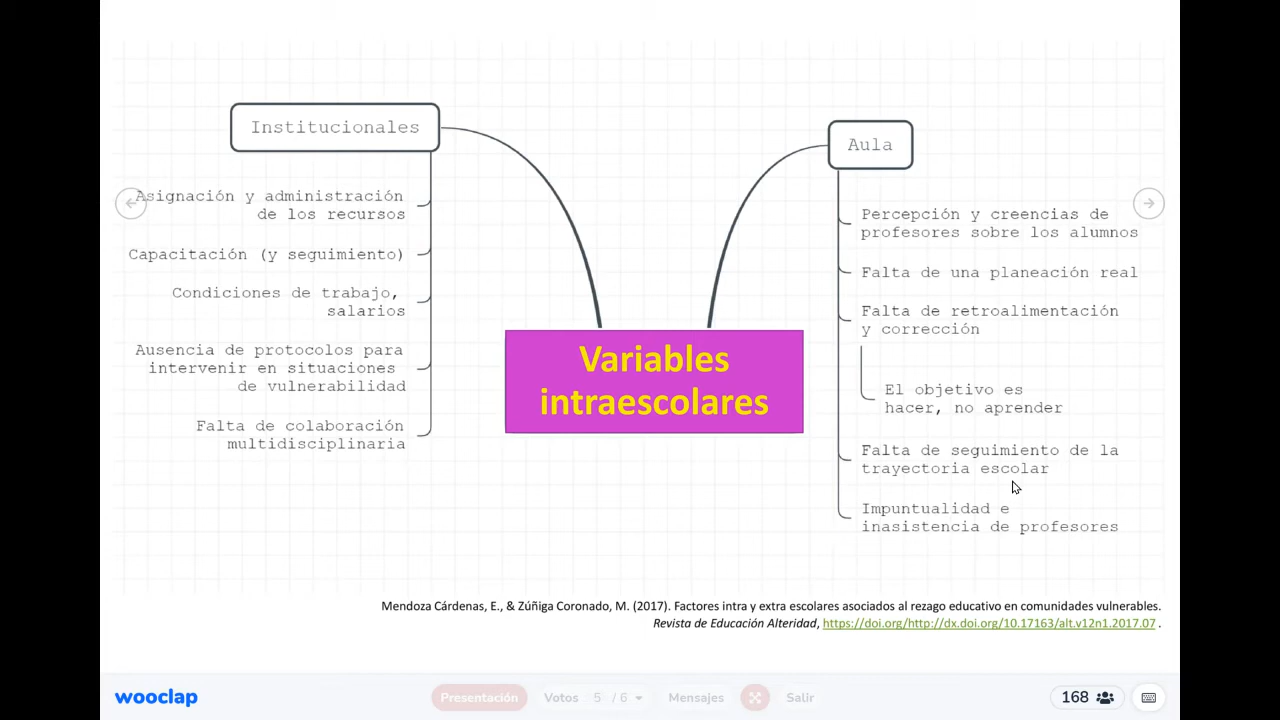 Institucionales
Asignación y administración
de los recursos
Capacitación (y seguimiento)
Condiciones de trabajo,
salarios
Ausencia de protocolos para
intervenir en situaciones
de vulnerabilidad
Falta de colaboración
multidisciplinaria
Variables
intraescolares
Aula
Percepción y creencias de
profesores sobre los alumnos
Falta de una planeación real
Falta de retroalimentación
y corrección
El objetivo es
hacer, no aprender
Falta de seguimiento de la
trayectoria escolar
Impuntualidad e
inasistencia de profesores
Mendoza Cárdenas, E., & Zúñiga Coronado, M. (2017). Factores intra y extra escolares asociados al rezago educativo en comunidades vulnerables.
Revista de Educación Alteridad, https://doi.org/http://dx.doi.org/10.17163/alt.v12n1.2017.07 .
wooclap
Presentación
Votos 5 / 6
Mensajes
Salir
168